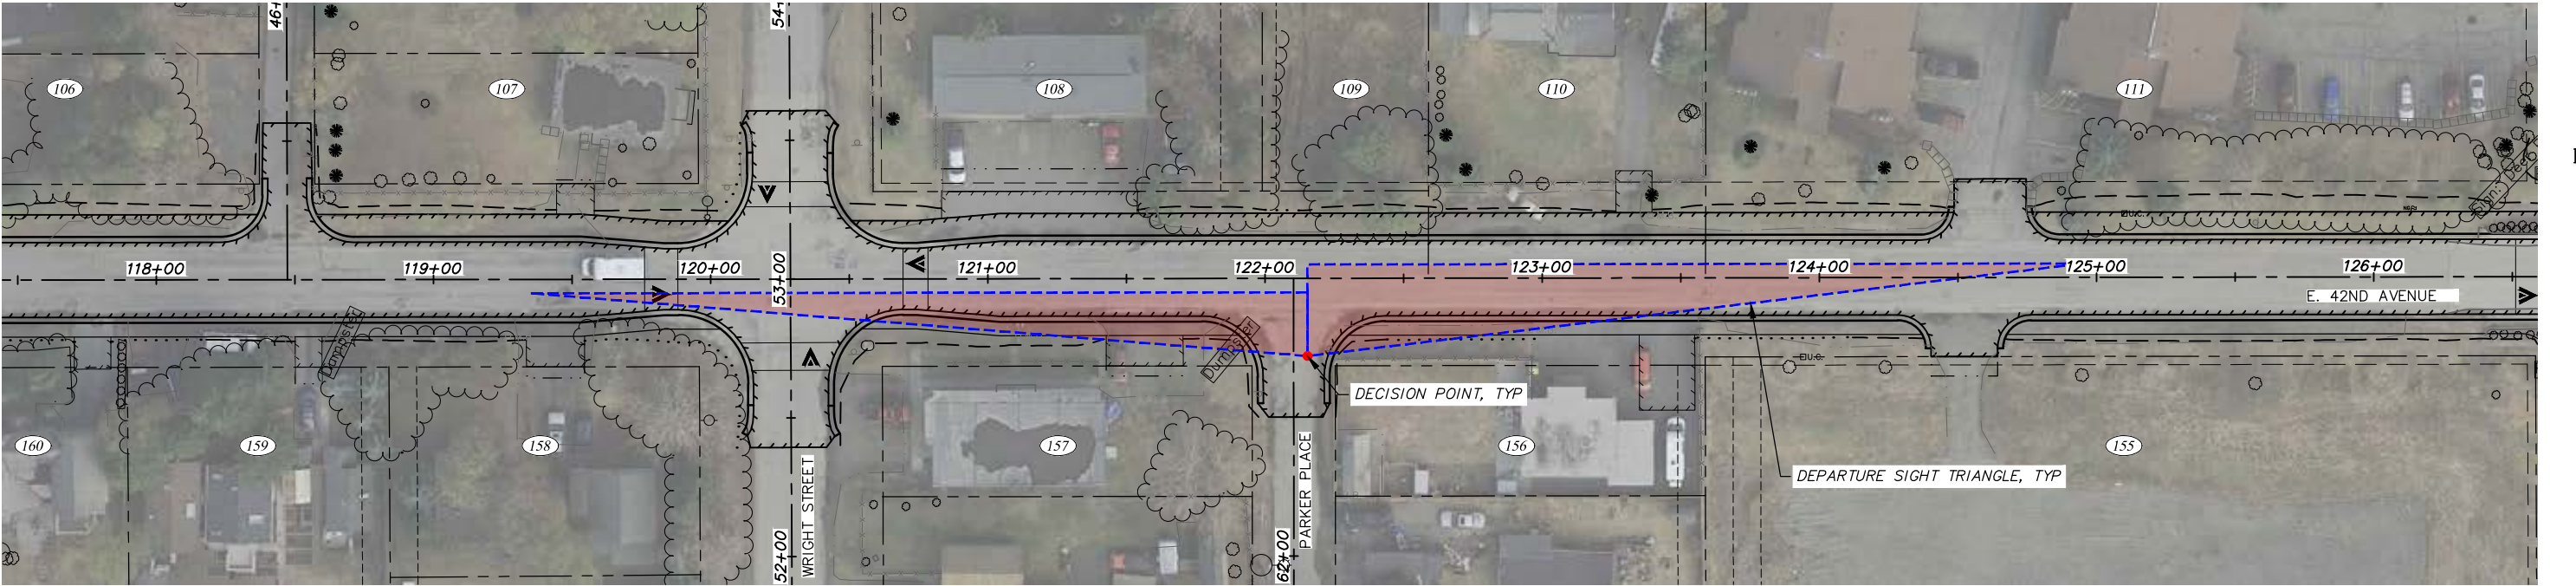 46+
54+
106
107
108
109
110
111
118+00
119+00
120+00
53+00
121+00
122+00
123+00
124+00
125+00
126+00
E. 42ND AVENUE
U.C.
Sign:
Dumpster
Dumpster
U.C.
DECISION POINT, TYP
160
159
158
157
156
155
WRIGHT STREET
PARKER PLACE
DEPARTURE SIGHT TRIANGLE, TYP
52+00
62+00